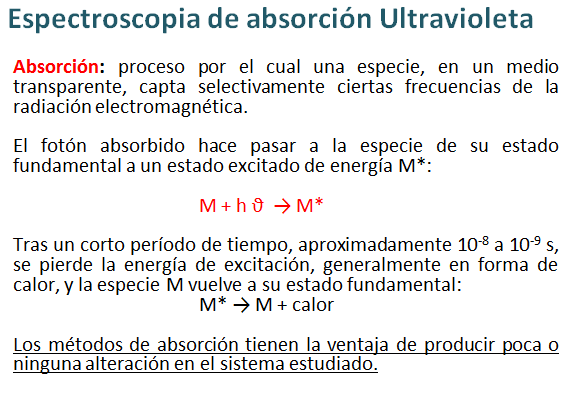 Espectroscopia de absorción Ultravioleta
Absorción: proceso por el cual una especie, en un medio
transparente, capta selectivamente ciertas frecuencias de la
radiación electromagnética.
El fotón absorbido hace pasar a la especie de su estado
fundamental a un estado excitado de energía M*:
M + h ϑ → M*
Tras un corto período de tiempo, aproximadamente 10⁻⁸ a 10⁻⁹ s,
se pierde la energía de excitación, generalmente en forma de
calor, y la especie M vuelve a su estado fundamental:
M* → M + calor
Los métodos de absorción tienen la ventaja de producir poca o
ninguna alteración en el sistema estudiado.